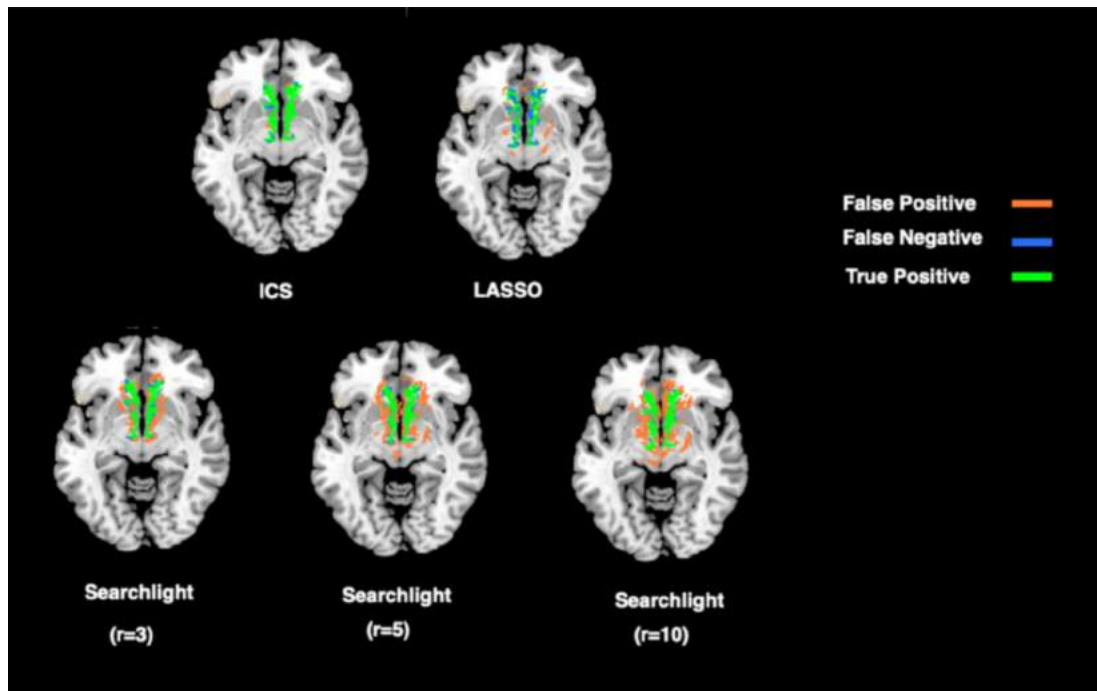 ICS
LASSO
False Positive
False Negative
True Positive
Searchlight
(r=3)
Searchlight
(r=5)
Searchlight
(r=10)